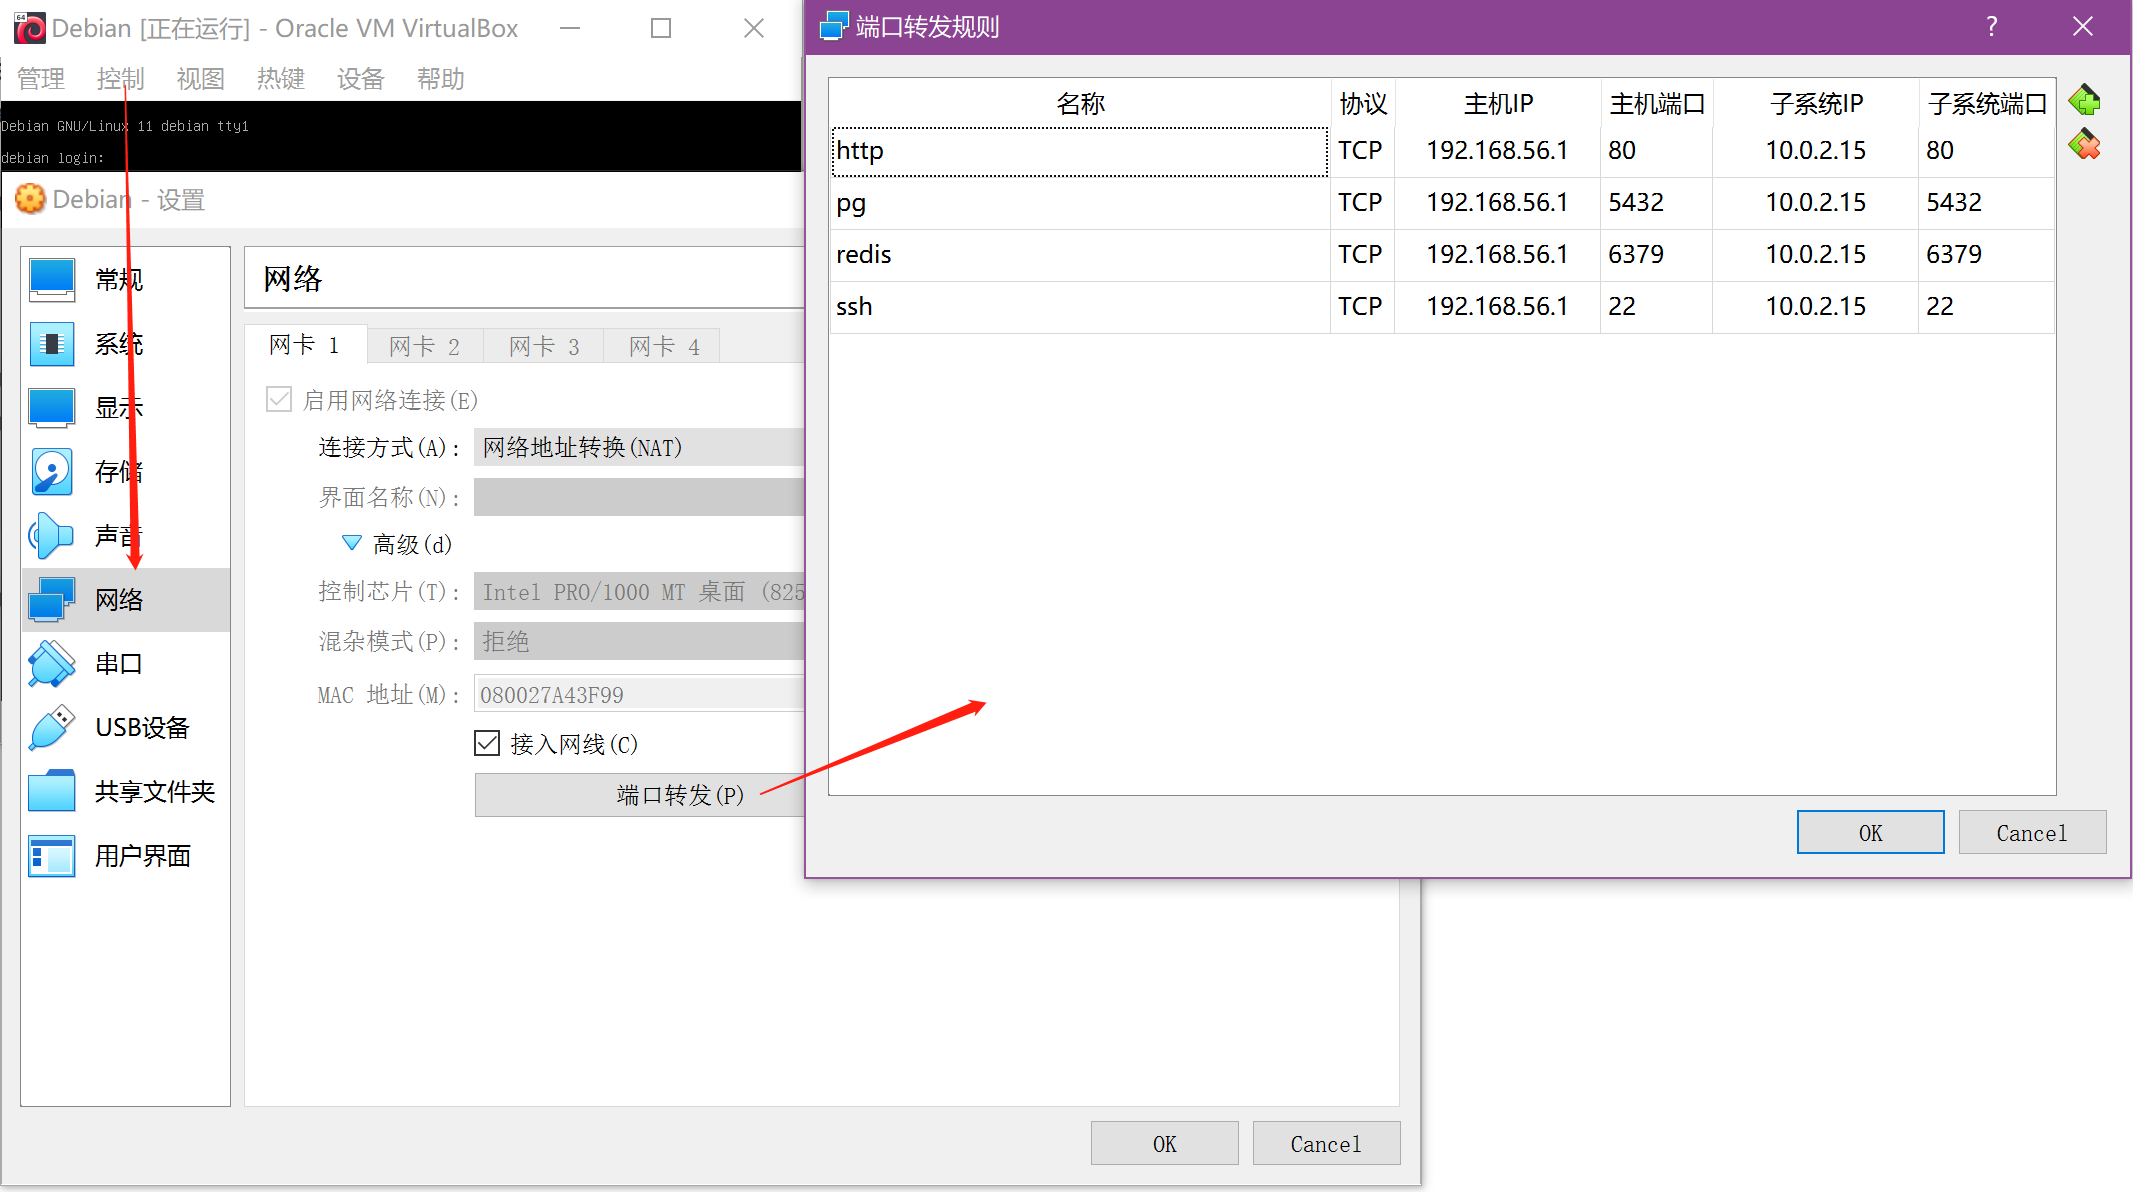 Debian [正在运行] - Oracle VM VirtualBox
管理 控制 视图 热键 设备 帮助
Debian GNU/Linux 11 debian tty1
debian login:
Debian - 设置
常规
系统
显示
存储
声音
网络
串口
USB设备
共享文件夹
用户界面
网络
网卡 1 网卡 2 网卡 3 网卡 4
启用网络连接(E)
连接方式(A): 网络地址转换(NAT)
界面名称(N):
高级(d)
控制芯片(T): Intel PRO/1000 MT 桌面 (825
混杂模式(P): 拒绝
MAC 地址(M): 080027A43F99
接入网线(C)
端口转发(P)
OK Cancel
端口转发规则 ?
名称 协议 主机IP 主机端口 子系统IP 子系统端口
http TCP 192.168.56.1 80 10.0.2.15 80
pg TCP 192.168.56.1 5432 10.0.2.15 5432
redis TCP 192.168.56.1 6379 10.0.2.15 6379
ssh TCP 192.168.56.1 22 10.0.2.15 22
OK Cancel